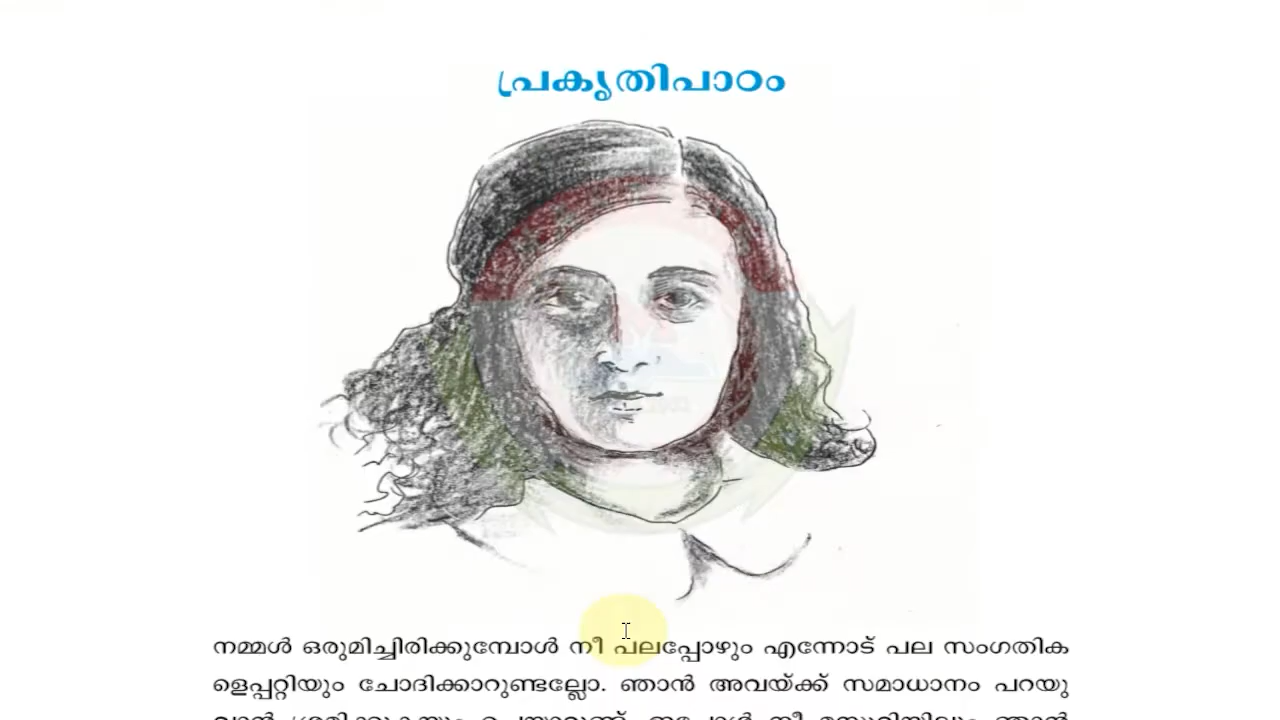 പ്രകൃതിപാഠം
നമ്മൾ ഒരുമിച്ചിരിക്കുമ്പോൾ നീ പലപ്പോഴും എന്നോട് പല സംഗതിക
ളെപ്പറ്റിയും ചോദിക്കാറുണ്ടല്ലോ. ഞാൻ അവയ്ക്ക് സമാധാനം പറയു